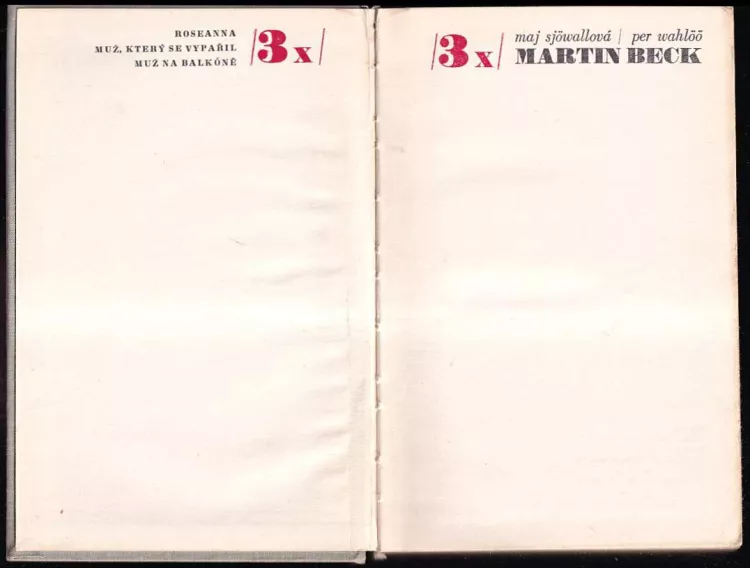 ROSEANNA
MUŽ, KTERÝ SE VYPAŘIL
MUŽ NA BALKÓNĚ
/3x/
/3x/
maj sjöwallová | per wahlöö
MARTIN BECK